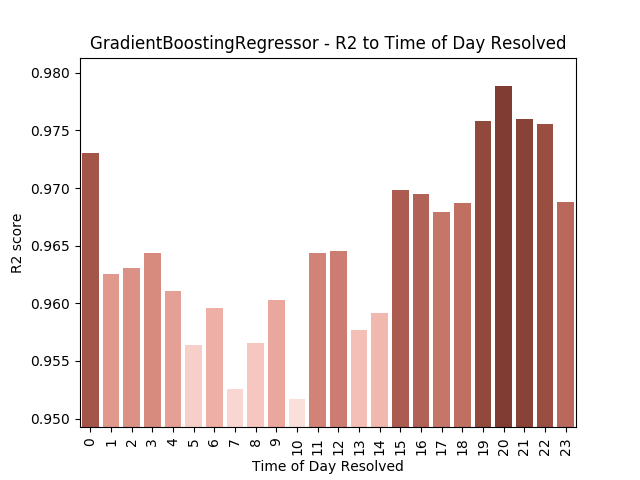 GradientBoostingRegressor - R2 to Time of Day Resolved
0.980
0.975
0.970
0.965
0.960
0.955
0.950
R2 score
0 1 2 3 4 5 6 7 8 9 10 11 12 13 14 15 16 17 18 19 20 21 22 23
Time of Day Resolved